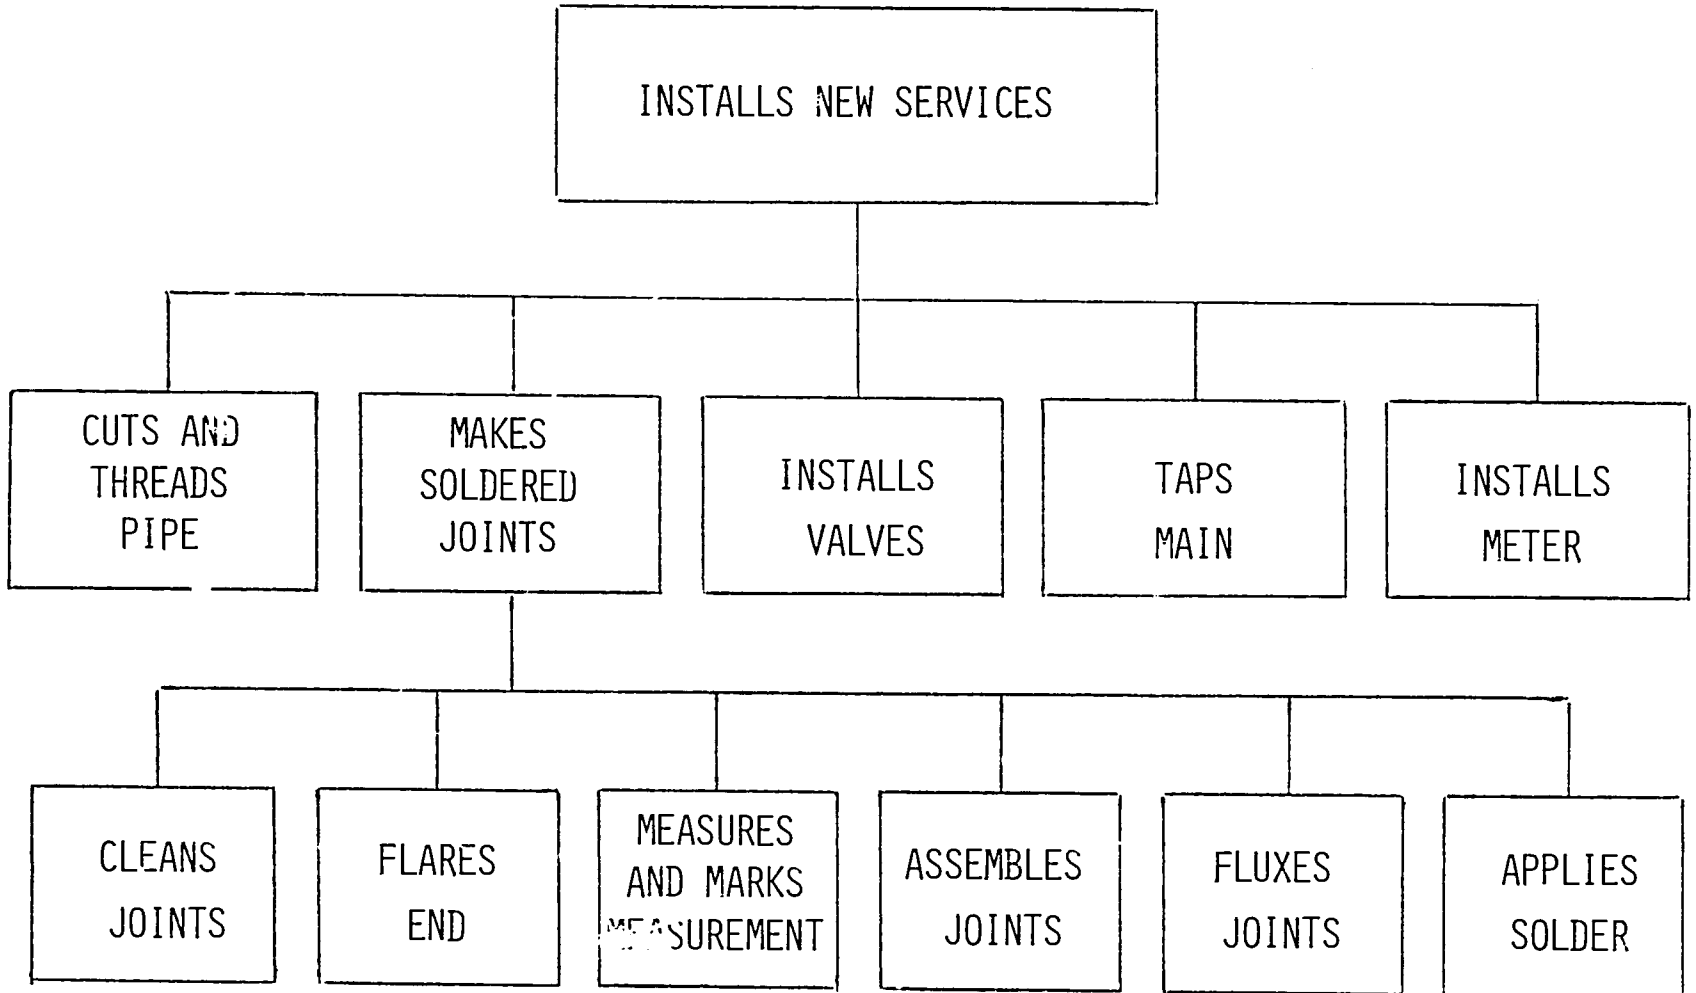 INSTALLS NEW SERVICES
CUTS AND
THREADS
PIPE
MAKES
SOLDERED
JOINTS
INSTALLS
VALVES
TAPS
MAIN
INSTALLS
METER
CLEANS
JOINTS
FLARES
END
MEASURES
AND MARKS
MEASUREMENT
ASSEMBLES
JOINTS
FLUXES
JOINTS
APPLIES
SOLDER